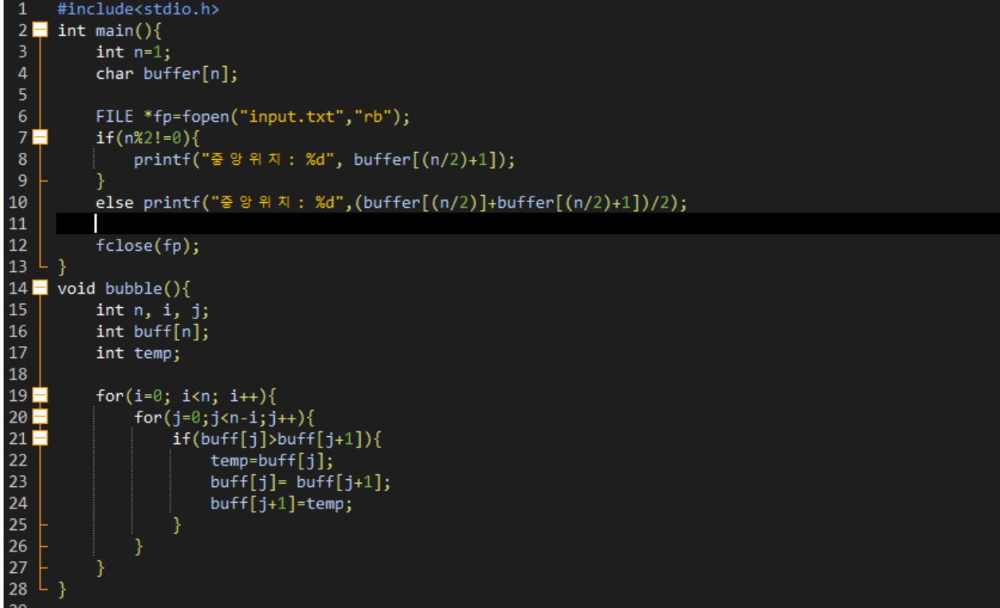 1 #include<stdio.h>
2 int main(){
3 int n=1;
4 char buffer[n];
5
6 FILE *fp=fopen("input.txt","rb");
7 if(n%2!=0){
8 printf("중앙위치 : %d", buffer[(n/2)+1]);
9 }
10 else printf("중앙위치 : %d",(buffer[(n/2)]+buffer[(n/2)+1])/2);
11
12 fclose(fp);
13 }
14 void bubble(){
15 int n, i, j;
16 int buff[n];
17 int temp;
18
19 for(i=0; i<n; i++){
20 for(j=0;j<n-i;j++){
21 if(buff[j]>buff[j+1]){
22 temp=buff[j];
23 buff[j]= buff[j+1];
24 buff[j+1]=temp;
25 }
26 }
27 }
28 }